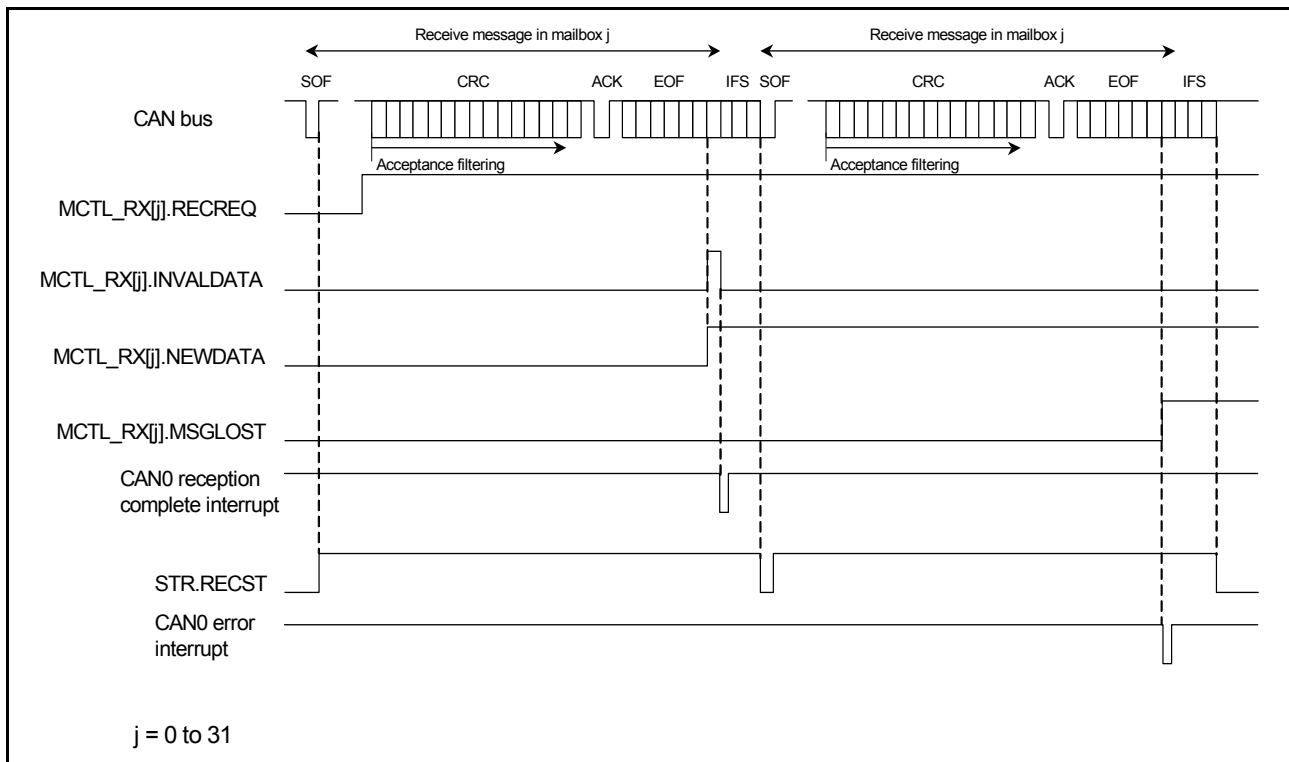 Receive message in mailbox j
Receive message in mailbox j
SOF
CRC
ACK
EOF
IFS
SOF
CRC
ACK
EOF
IFS
CAN bus
Acceptance filtering
Acceptance filtering
MCTL_RX[j].RECREQ
MCTL_RX[j].INVALDATA
MCTL_RX[j].NEWDATA
MCTL_RX[j].MSGLOST
CAN0 reception
complete interrupt
STR.RECST
CAN0 error
interrupt
j = 0 to 31